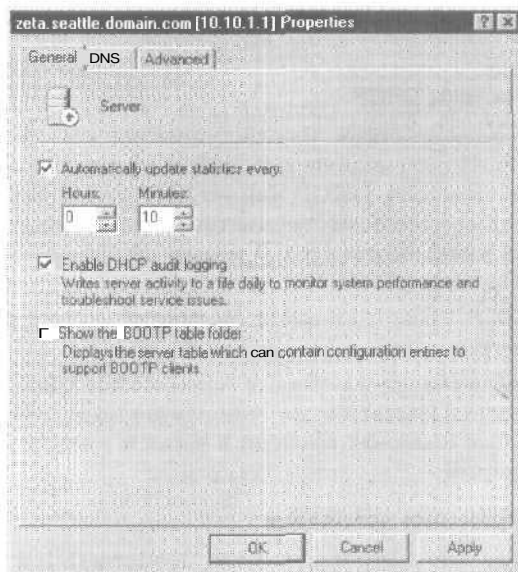 zeta.seattle.domain.com [10.10.1.1] Properties
General DNS Advanced
Server
Automatically update statistics every:
Hours: Minutes:
0 10
Enable DHCP audit logging
Writes server activity to a file daily to monitor system performance and
troubleshoot service issues.
Show the BOOTP table folder
Displays the server table which can contain configuration entries to
support BOOTP clients.
OK Cancel Apply